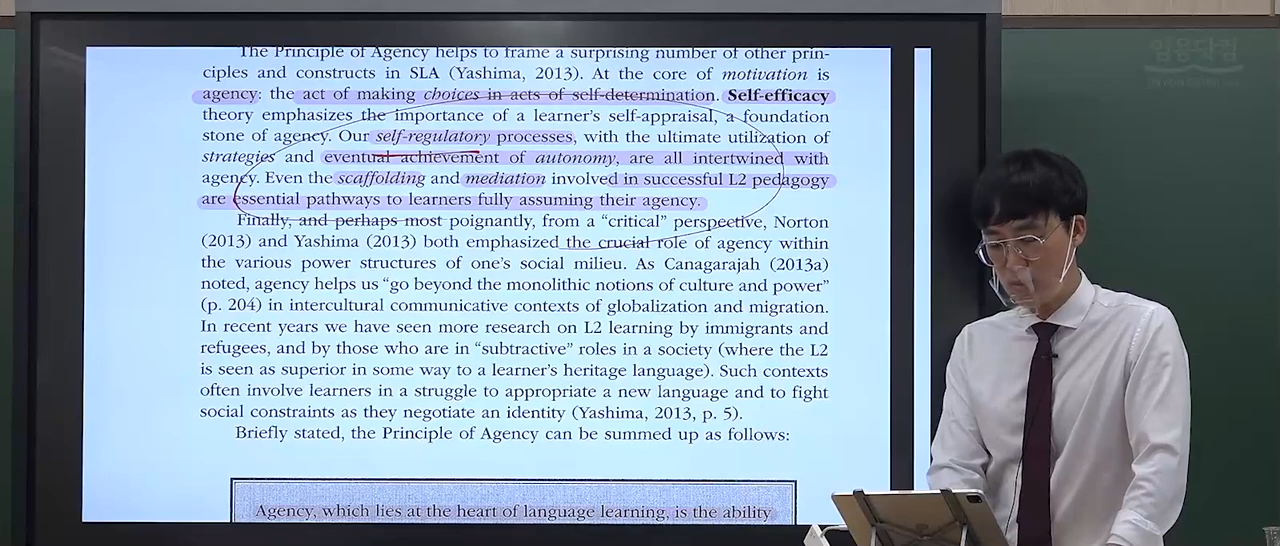 The Principle of Agency helps to frame a surprising number of other prin-
ciples and constructs in SLA (Yashima, 2013). At the core of motivation is
agency: the act of making choices in acts of self-determination. Self-efficacy
theory emphasizes the importance of a learner's self-appraisal, a foundation
stone of agency. Our self-regulatory processes, with the ultimate utilization of
strategies and eventual achievement of autonomy, are all intertwined with
agency. Even the scaffolding and mediation involved in successful L2 pedagogy
are essential pathways to learners fully assuming their agency.
Finally, and perhaps most poignantly, from a “critical” perspective, Norton
(2013) and Yashima (2013) both emphasized the crucial role of agency within
the various power structures of one's social milieu. As Canagarajah (2013a)
noted, agency helps us “go beyond the monolithic notions of culture and power”
(p. 204) in intercultural communicative contexts of globalization and migration.
In recent years we have seen more research on L2 learning by immigrants and
refugees, and by those who are in “subtractive” roles in a society (where the L2
is seen as superior in some way to a learner's heritage language). Such contexts
often involve learners in a struggle to appropriate a new language and to fight
social constraints as they negotiate an identity (Yashima, 2013, p. 5).
Briefly stated, the Principle of Agency can be summed up as follows:
Agency, which lies at the heart of language learning, is the ability
임용닷컴